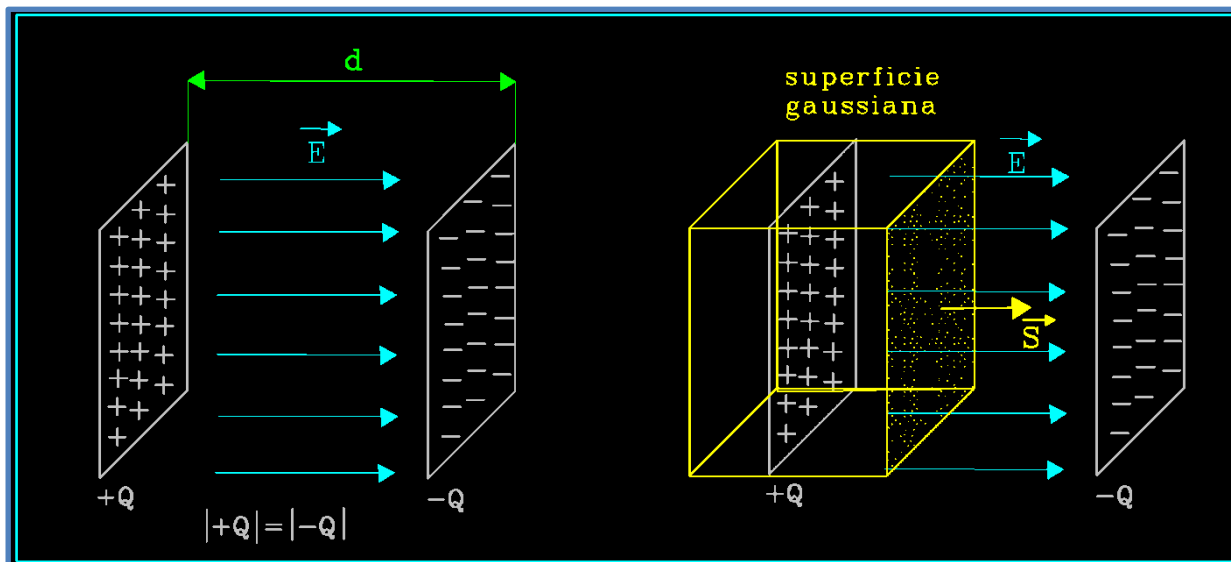 d
E
+Q
-Q
|+Q|=|-Q|
superficie
gaussiana
E
S
+Q
-Q